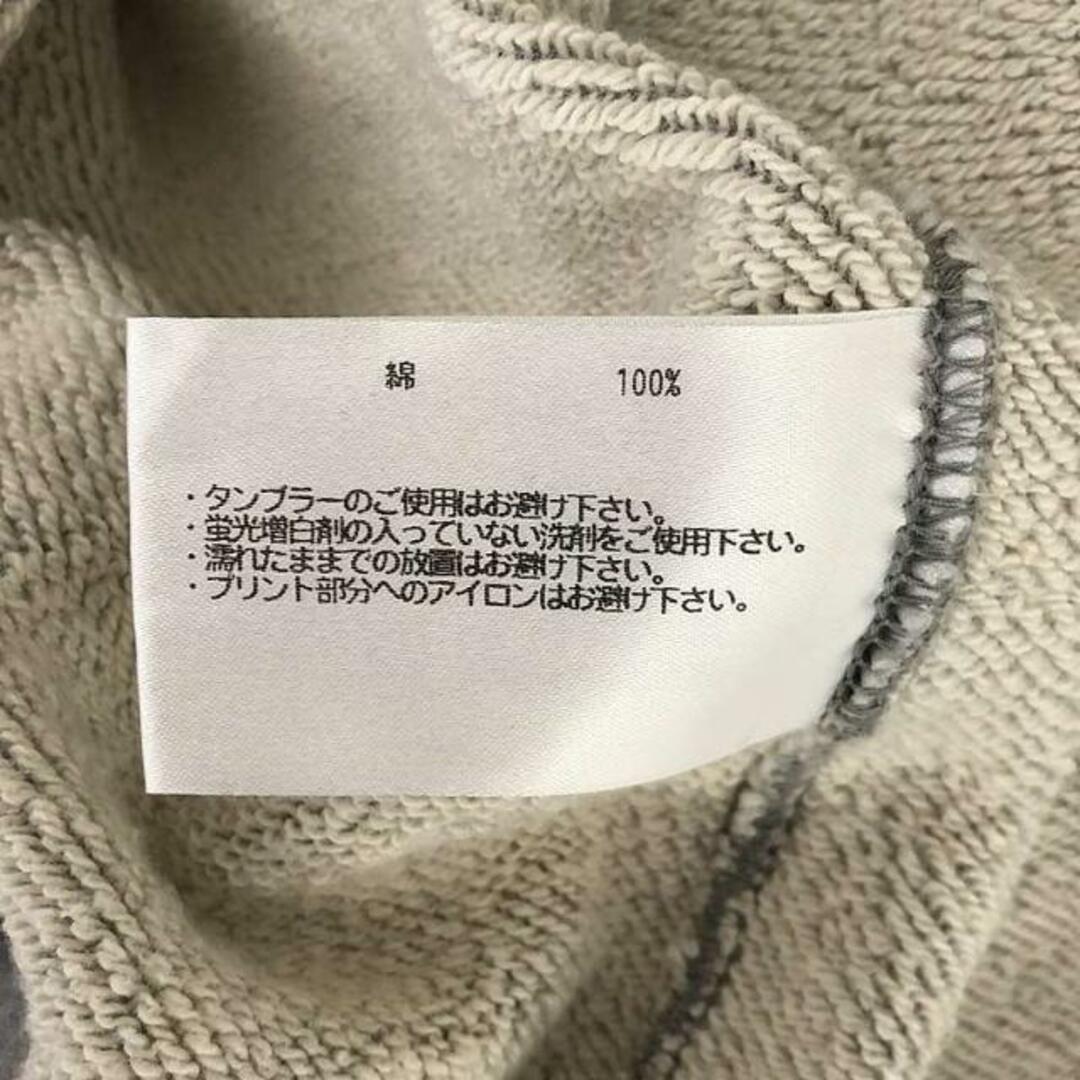 綿 100%
・タンブラーのご使用はお避け下さい。
・蛍光増白剤の入っていない洗剤をご使用下さい。
・濡れたままでの放置はお避け下さい。
・プリント部分へのアイロンはお避け下さい。